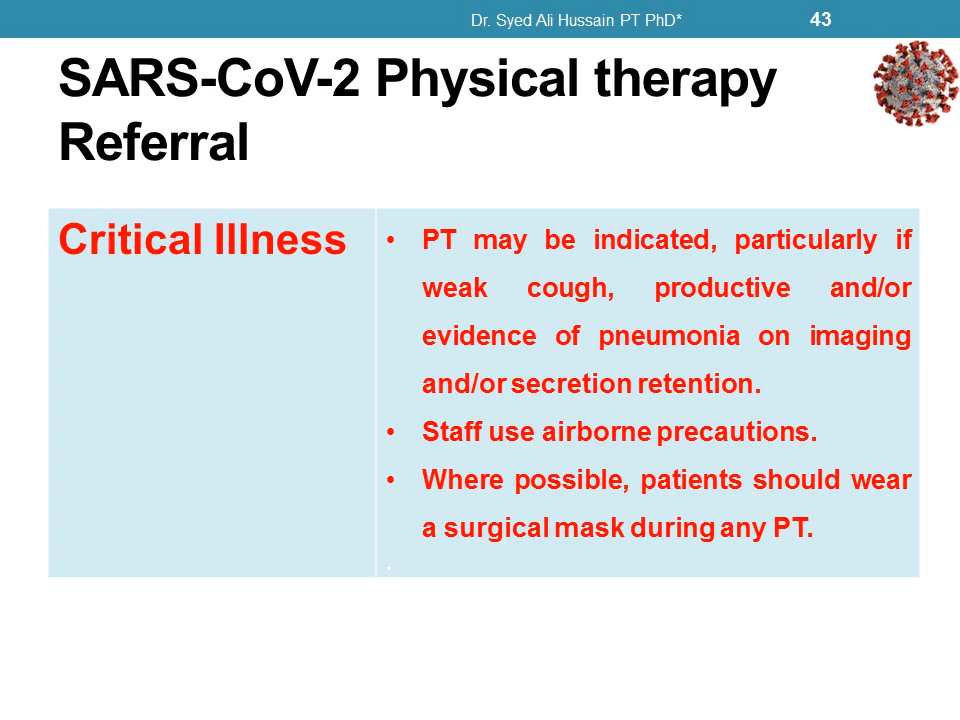 Dr. Syed Ali Hussain PT PhD*
43
SARS-CoV-2 Physical therapy
Referral
Critical Illness
• PT may be indicated, particularly if
weak cough, productive and/or
evidence of pneumonia on imaging
and/or secretion retention.
• Staff use airborne precautions.
• Where possible, patients should wear
a surgical mask during any PT.
.